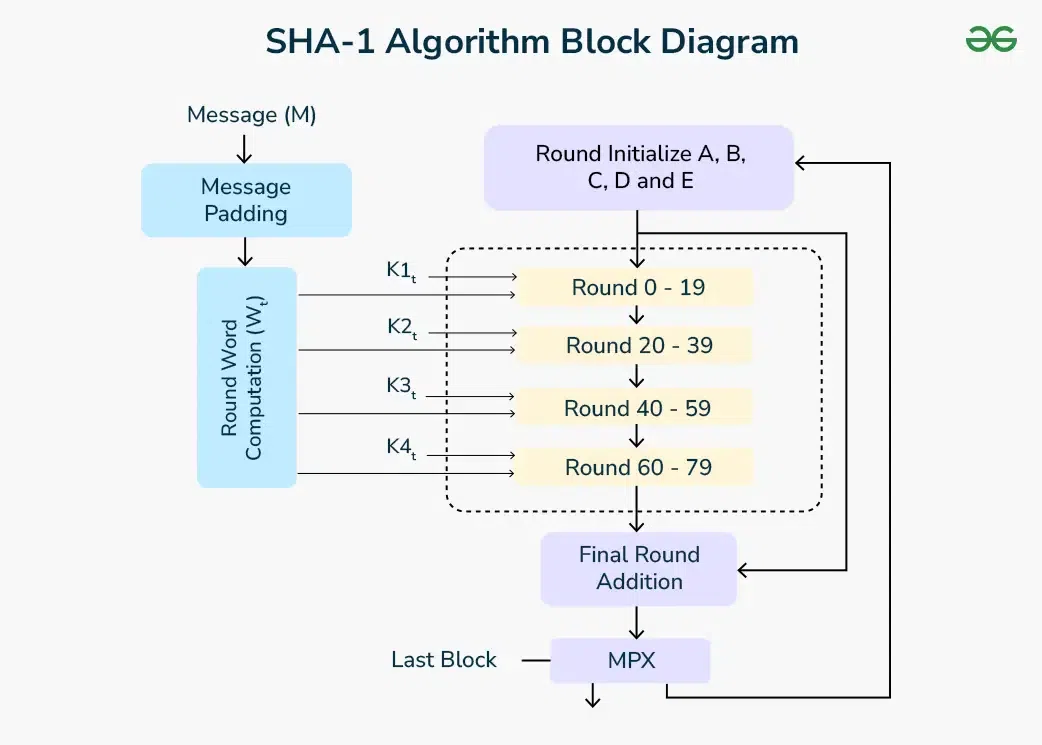 SHA-1 Algorithm Block Diagram
Message (M)
Message
Padding
Round Word
Computation (Wt)
Round Initialize A, B,
C, D and E
K1t
Round 0 - 19
K2t
Round 20 - 39
K3t
Round 40 - 59
K4t
Round 60 - 79
Final Round
Addition
Last Block
MPX